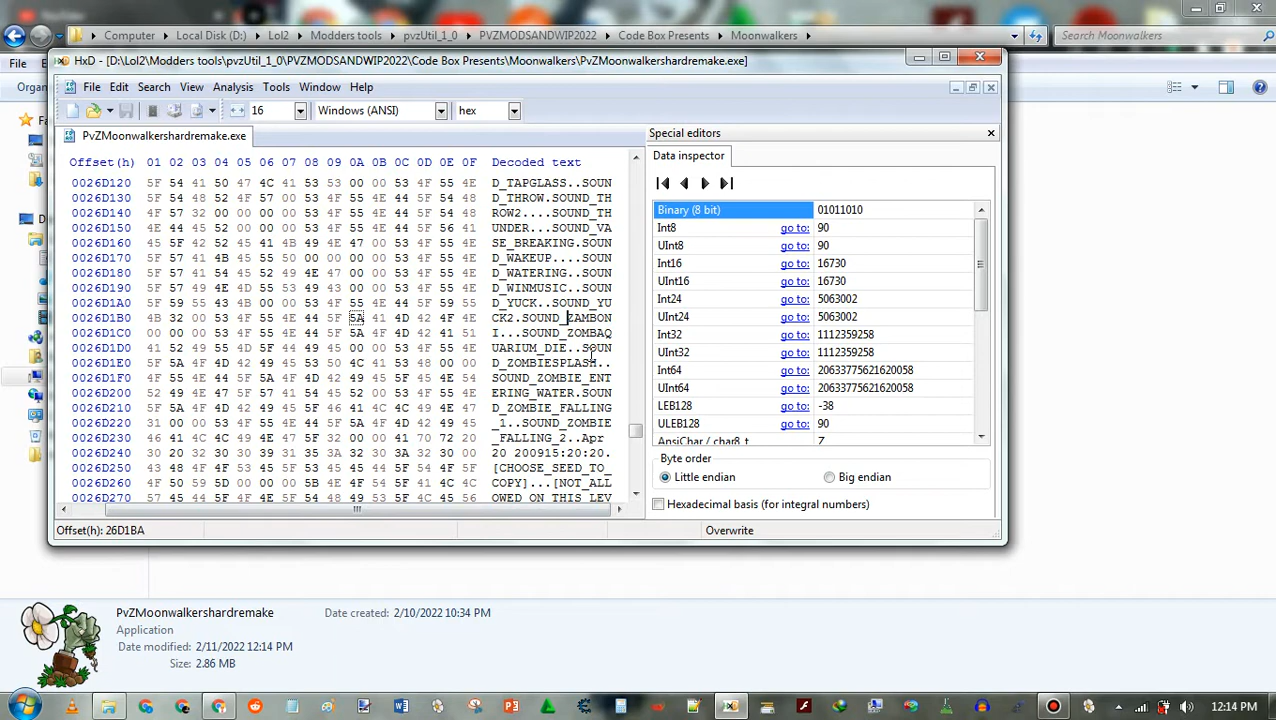 Computer ▸ Local Disk (D:) ▸ Lol2 ▸ Modders tools ▸ pvzUtil_1_0 ▸ PVZMODSANDWIP2022 ▸ Code Box Presents ▸ Moonwalkers ▸
Search Moonwalkers
HxD - [D:\Lol2\Modders tools\pvzUtil_1_0\PVZMODSANDWIP2022\Code Box Presents\Moonwalkers\PvZMoonwalkershardremake.exe]
File Edit Search View Analysis Tools Window Help
16 Windows (ANSI) hex
PvZMoonwalkershardremake.exe
Offset(h) 01 02 03 04 05 06 07 08 09 0A 0B 0C 0D 0E 0F Decoded text
0026D120 5F 54 41 50 47 4C 41 53 53 00 00 53 4F 55 4E D_TAPGLASS..SOUN
0026D130 5F 54 48 52 4F 57 00 53 4F 55 4E 44 5F 54 48 D_THROW.SOUND_TH
0026D140 4F 57 32 00 00 00 00 53 4F 55 4E 44 5F 54 48 ROW2....SOUND_TH
0026D150 4E 44 45 52 00 00 00 53 4F 55 4E 44 5F 56 41 UNDER...SOUND_VA
0026D160 45 5F 42 52 45 41 4B 49 4E 47 00 53 4F 55 4E SE_BREAKING.SOUN
0026D170 5F 57 41 4B 45 55 50 00 00 00 00 53 4F 55 4E D_WAKEUP....SOUN
0026D180 5F 57 41 54 45 52 49 4E 47 00 00 53 4F 55 4E D_WATERING..SOUN
0026D190 5F 57 49 4E 4D 55 53 49 43 00 00 53 4F 55 4E D_WINMUSIC..SOUN
0026D1A0 5F 59 55 43 4B 00 00 53 4F 55 4E 44 5F 59 55 D_YUCK..SOUND_YU
0026D1B0 4B 32 00 53 4F 55 4E 44 5F 5A 41 4D 42 4F 4E CK2.SOUND_ZAMBON
0026D1C0 00 00 00 53 4F 55 4E 44 5F 5A 4F 4D 42 41 51 I...SOUND_ZOMBAQ
0026D1D0 41 52 49 55 4D 5F 44 49 45 00 00 53 4F 55 4E UARIUM_DIE..SOUN
0026D1E0 5F 5A 4F 4D 42 49 45 53 50 4C 41 53 48 00 00 D_ZOMBIESPLASH..
0026D1F0 4F 55 4E 44 5F 5A 4F 4D 42 49 45 5F 45 4E 54 SOUND_ZOMBIE_ENT
0026D200 52 49 4E 47 5F 57 41 54 45 52 00 53 4F 55 4E ERING_WATER.SOUN
0026D210 5F 5A 4F 4D 42 49 45 5F 46 41 4C 4C 49 4E 47 D_ZOMBIE_FALLING
0026D220 31 00 00 53 4F 55 4E 44 5F 5A 4F 4D 42 49 45 _1..SOUND_ZOMBIE
0026D230 46 41 4C 4C 49 4E 47 5F 32 00 00 41 70 72 20 _FALLING_2..Apr
0026D240 30 20 32 30 30 39 31 35 3A 32 30 3A 32 30 00 20 200915:20:20.
0026D250 43 48 4F 4F 53 45 5F 53 45 45 44 5F 54 4F 5F [CHOOSE_SEED_TO_
0026D260 4F 50 59 5D 00 00 00 5B 4E 4F 54 5F 41 4C 4C COPY]...[NOT_ALL
0026D270 57 45 44 5F 4F 4E 5F 54 48 49 53 5F 4C 45 56 OWED_ON_THIS_LEV
Special editors
Data inspector
Binary (8 bit) 01011010
Int8 go to: 90
UInt8 go to: 90
Int16 go to: 16730
UInt16 go to: 16730
Int24 go to: 5063002
UInt24 go to: 5063002
Int32 go to: 1112359258
UInt32 go to: 1112359258
Int64 go to: 20633775621620058
UInt64 go to: 20633775621620058
LEB128 go to: -38
ULEB128 go to: 90
AnsiChar / char8_t Z
Byte order
Little endian Big endian
Hexadecimal basis (for integral numbers)
Offset(h): 26D1BA Overwrite
PvZMoonwalkershardremake Date created: 2/10/2022 10:34 PM
Application
Date modified: 2/11/2022 12:14 PM
Size: 2.86 MB
12:14 PM